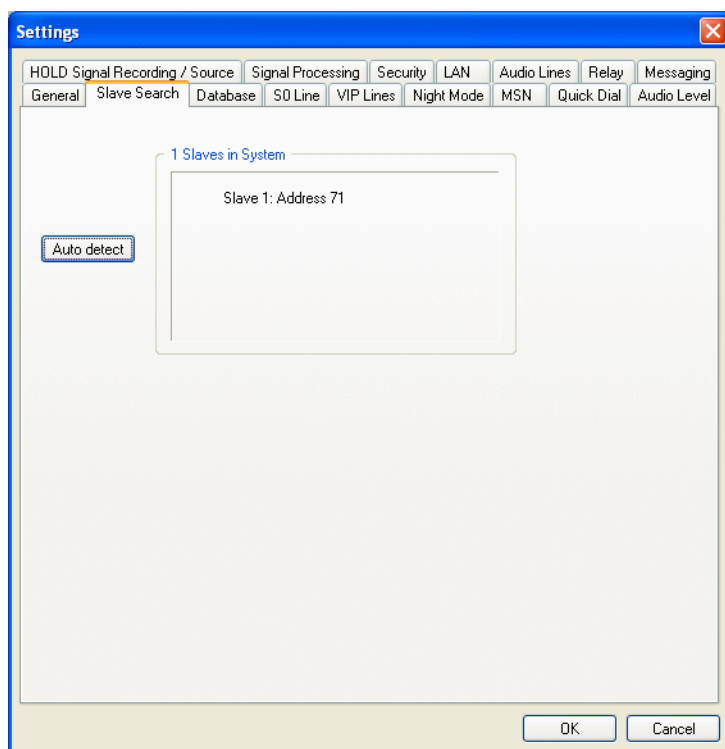 Settings
HOLD Signal Recording / Source Signal Processing Security LAN Audio Lines Relay Messaging
General Slave Search Database S0 Line VIP Lines Night Mode MSN Quick Dial Audio Level
1 Slaves in System
Slave 1: Address 71
Auto detect
OK Cancel